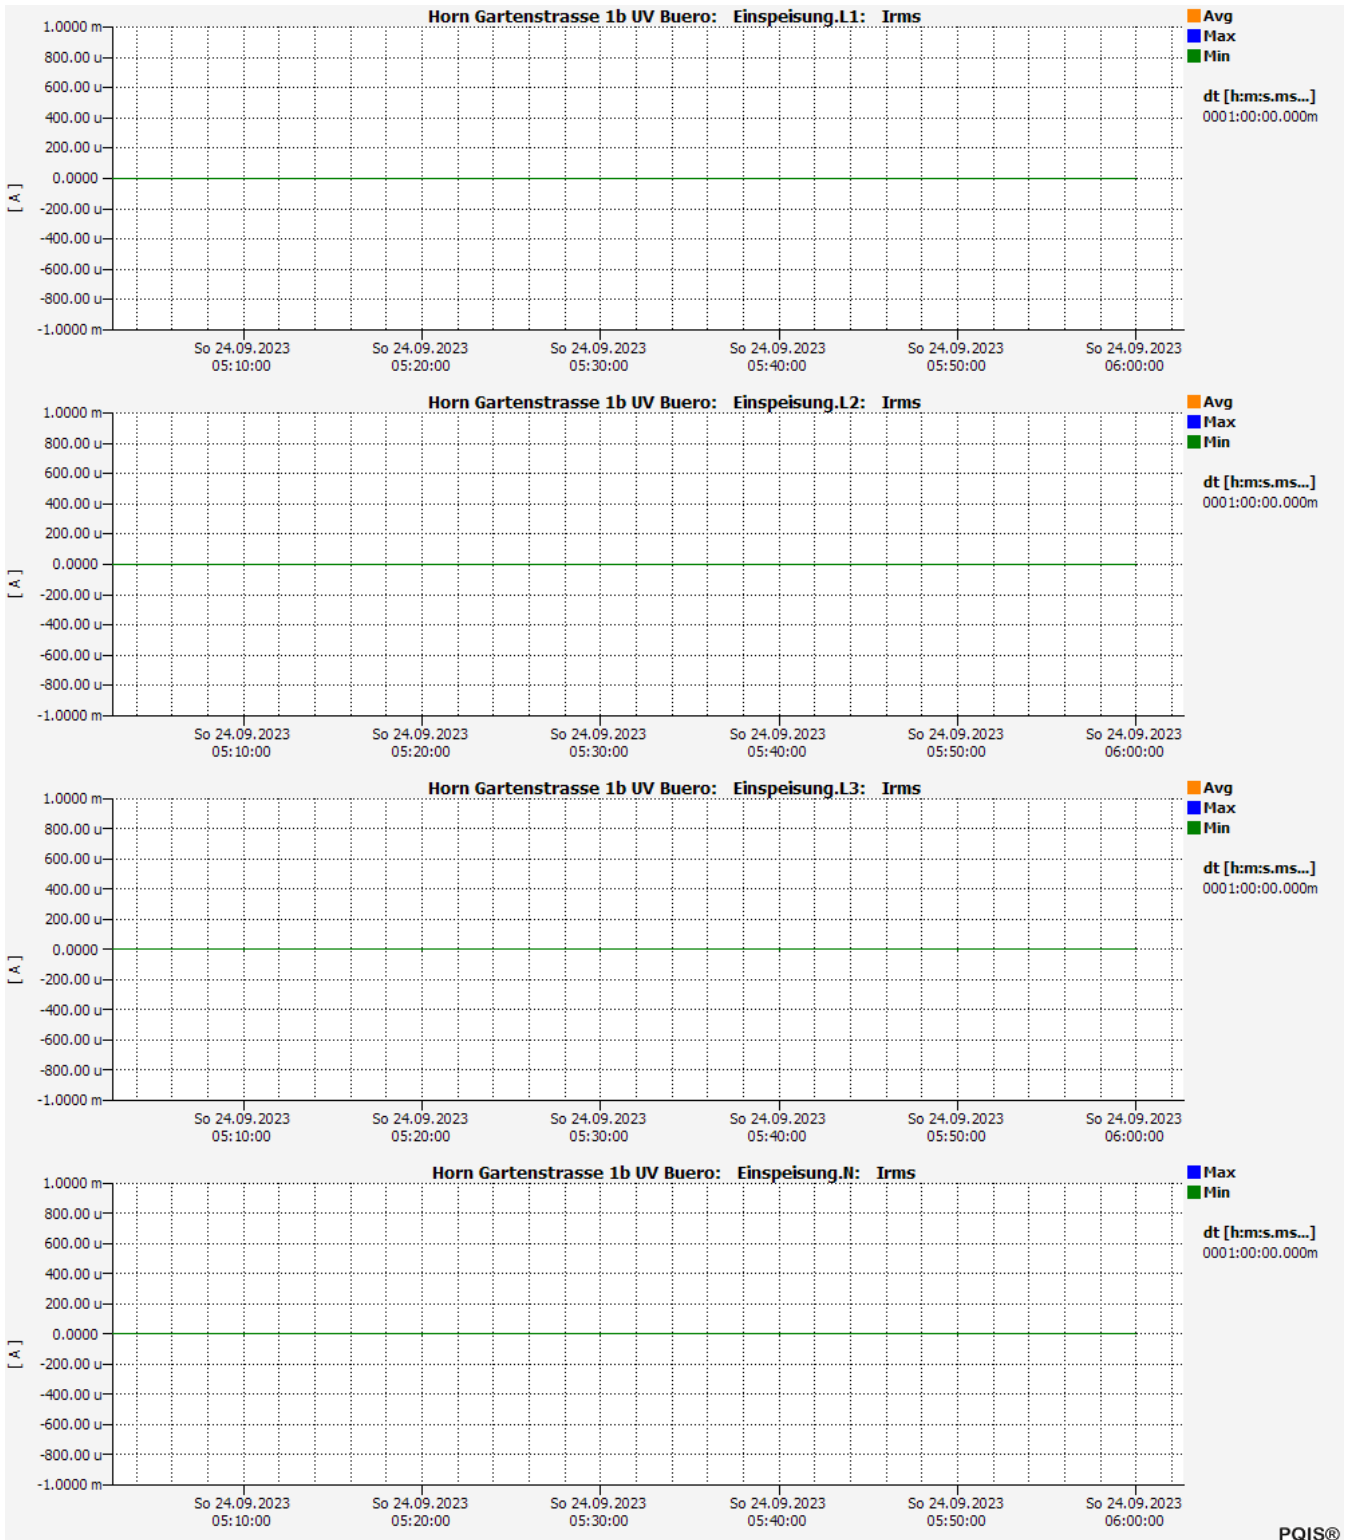 Horn Gartenstrasse 1b UV Buero: Einspeisung.L1: Irms
Avg
Max
Min
dt [h:m:s.ms...]
0001:00:00.000m
1.0000 m
800.00 u
600.00 u
400.00 u
200.00 u
0.0000
-200.00 u
-400.00 u
-600.00 u
-800.00 u
-1.0000 m
[ A ]
So 24.09.2023 So 24.09.2023 So 24.09.2023 So 24.09.2023 So 24.09.2023 So 24.09.2023
05:10:00 05:20:00 05:30:00 05:40:00 05:50:00 06:00:00
Horn Gartenstrasse 1b UV Buero: Einspeisung.L2: Irms
Avg
Max
Min
dt [h:m:s.ms...]
0001:00:00.000m
1.0000 m
800.00 u
600.00 u
400.00 u
200.00 u
0.0000
-200.00 u
-400.00 u
-600.00 u
-800.00 u
-1.0000 m
[ A ]
So 24.09.2023 So 24.09.2023 So 24.09.2023 So 24.09.2023 So 24.09.2023 So 24.09.2023
05:10:00 05:20:00 05:30:00 05:40:00 05:50:00 06:00:00
Horn Gartenstrasse 1b UV Buero: Einspeisung.L3: Irms
Avg
Max
Min
dt [h:m:s.ms...]
0001:00:00.000m
1.0000 m
800.00 u
600.00 u
400.00 u
200.00 u
0.0000
-200.00 u
-400.00 u
-600.00 u
-800.00 u
-1.0000 m
[ A ]
So 24.09.2023 So 24.09.2023 So 24.09.2023 So 24.09.2023 So 24.09.2023 So 24.09.2023
05:10:00 05:20:00 05:30:00 05:40:00 05:50:00 06:00:00
Horn Gartenstrasse 1b UV Buero: Einspeisung.N: Irms
Max
Min
dt [h:m:s.ms...]
0001:00:00.000m
1.0000 m
800.00 u
600.00 u
400.00 u
200.00 u
0.0000
-200.00 u
-400.00 u
-600.00 u
-800.00 u
-1.0000 m
[ A ]
So 24.09.2023 So 24.09.2023 So 24.09.2023 So 24.09.2023 So 24.09.2023 So 24.09.2023
05:10:00 05:20:00 05:30:00 05:40:00 05:50:00 06:00:00
PQIS®